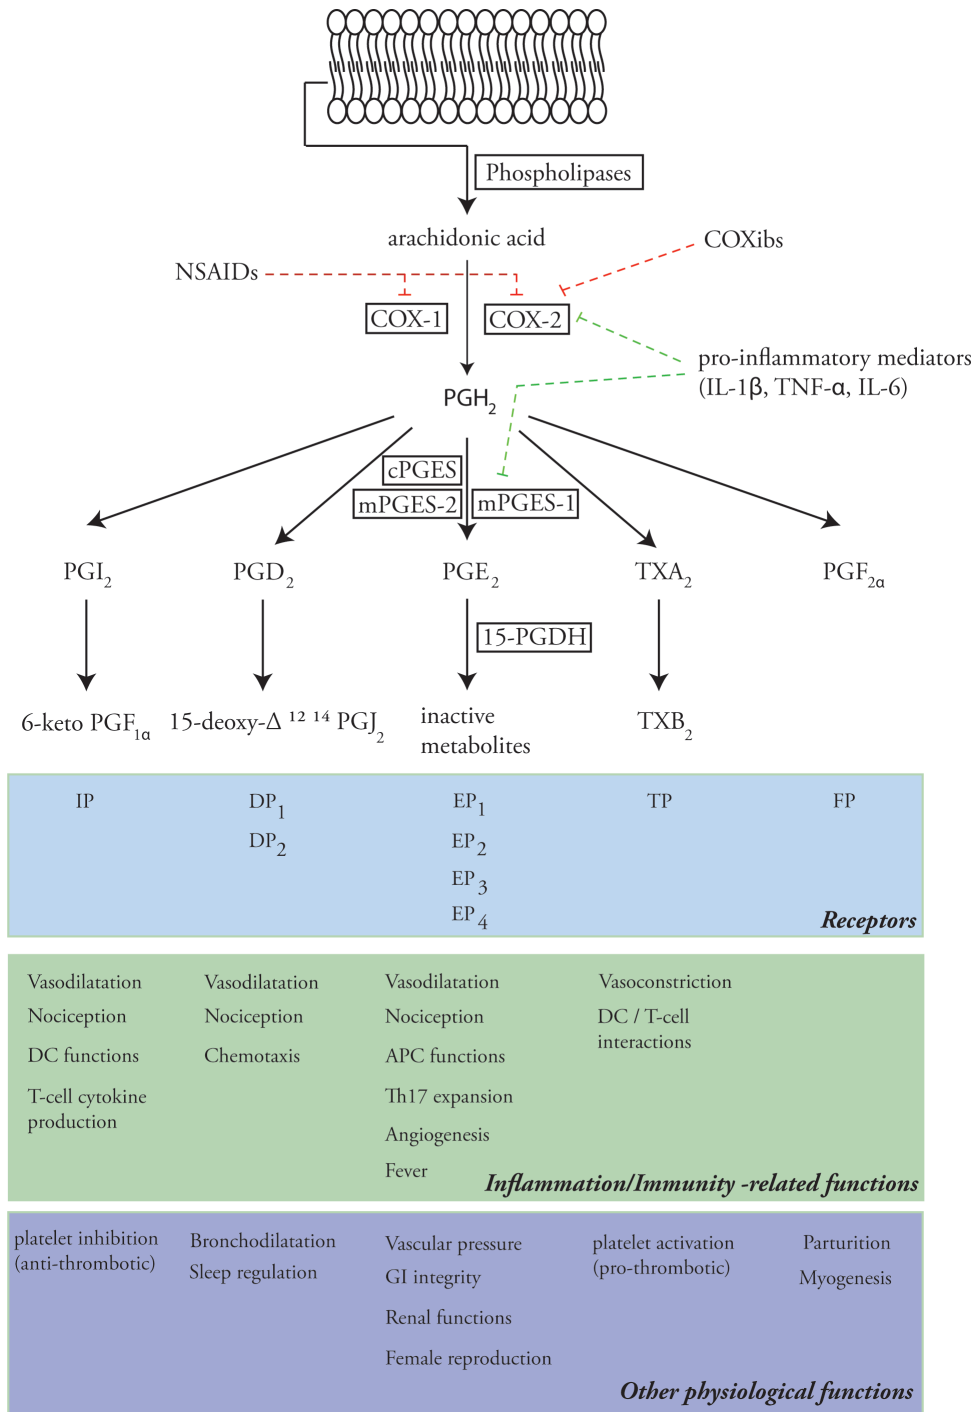 Phospholipases
arachidonic acid
COXibs
NSAIDs
COX-1
COX-2
pro-inflammatory mediators
(IL-1β, TNF-α, IL-6)
PGH2
cPGES
mPGES-2
mPGES-1
PGI2
PGD2
PGE2
TXA2
PGF2α
15-PGDH
6-keto PGF1α
15-deoxy-Δ 12 14 PGJ2
inactive
metabolites
TXB2
IP
DP1
EP1
TP
FP
DP2
EP2
EP3
EP4
Receptors
Vasodilatation
Nociception
DC functions
T-cell cytokine
production
Vasodilatation
Nociception
Chemotaxis
Vasodilatation
Nociception
APC functions
Th17 expansion
Angiogenesis
Fever
Vasoconstriction
DC / T-cell
interactions
Inflammation/Immunity -related functions
platelet inhibition
(anti-thrombotic)
Bronchodilatation
Sleep regulation
Vascular pressure
GI integrity
Renal functions
Female reproduction
platelet activation
(pro-thrombotic)
Parturition
Myogenesis
Other physiological functions